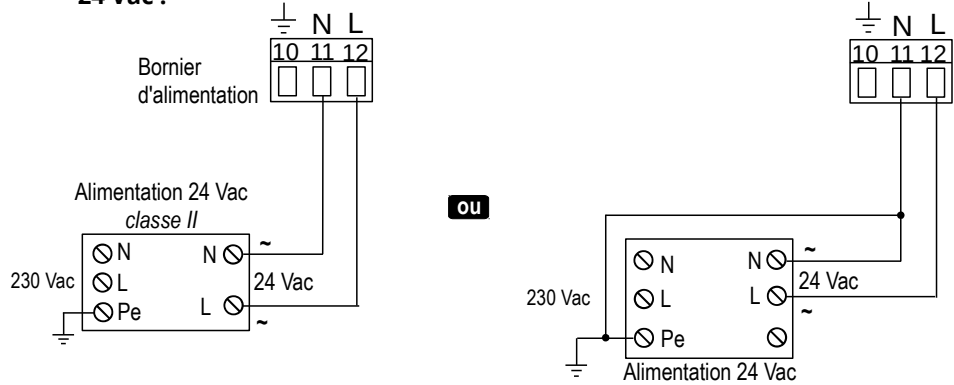 24 Vac :
N L
10 11 12
Bornier
d'alimentation
Alimentation 24 Vac
classe II
N
N
~
230 Vac
L
24 Vac
Pe
L
~
ou
N L
10 11 12
N
N
~
230 Vac
L
L
24 Vac
~
Pe
Alimentation 24 Vac